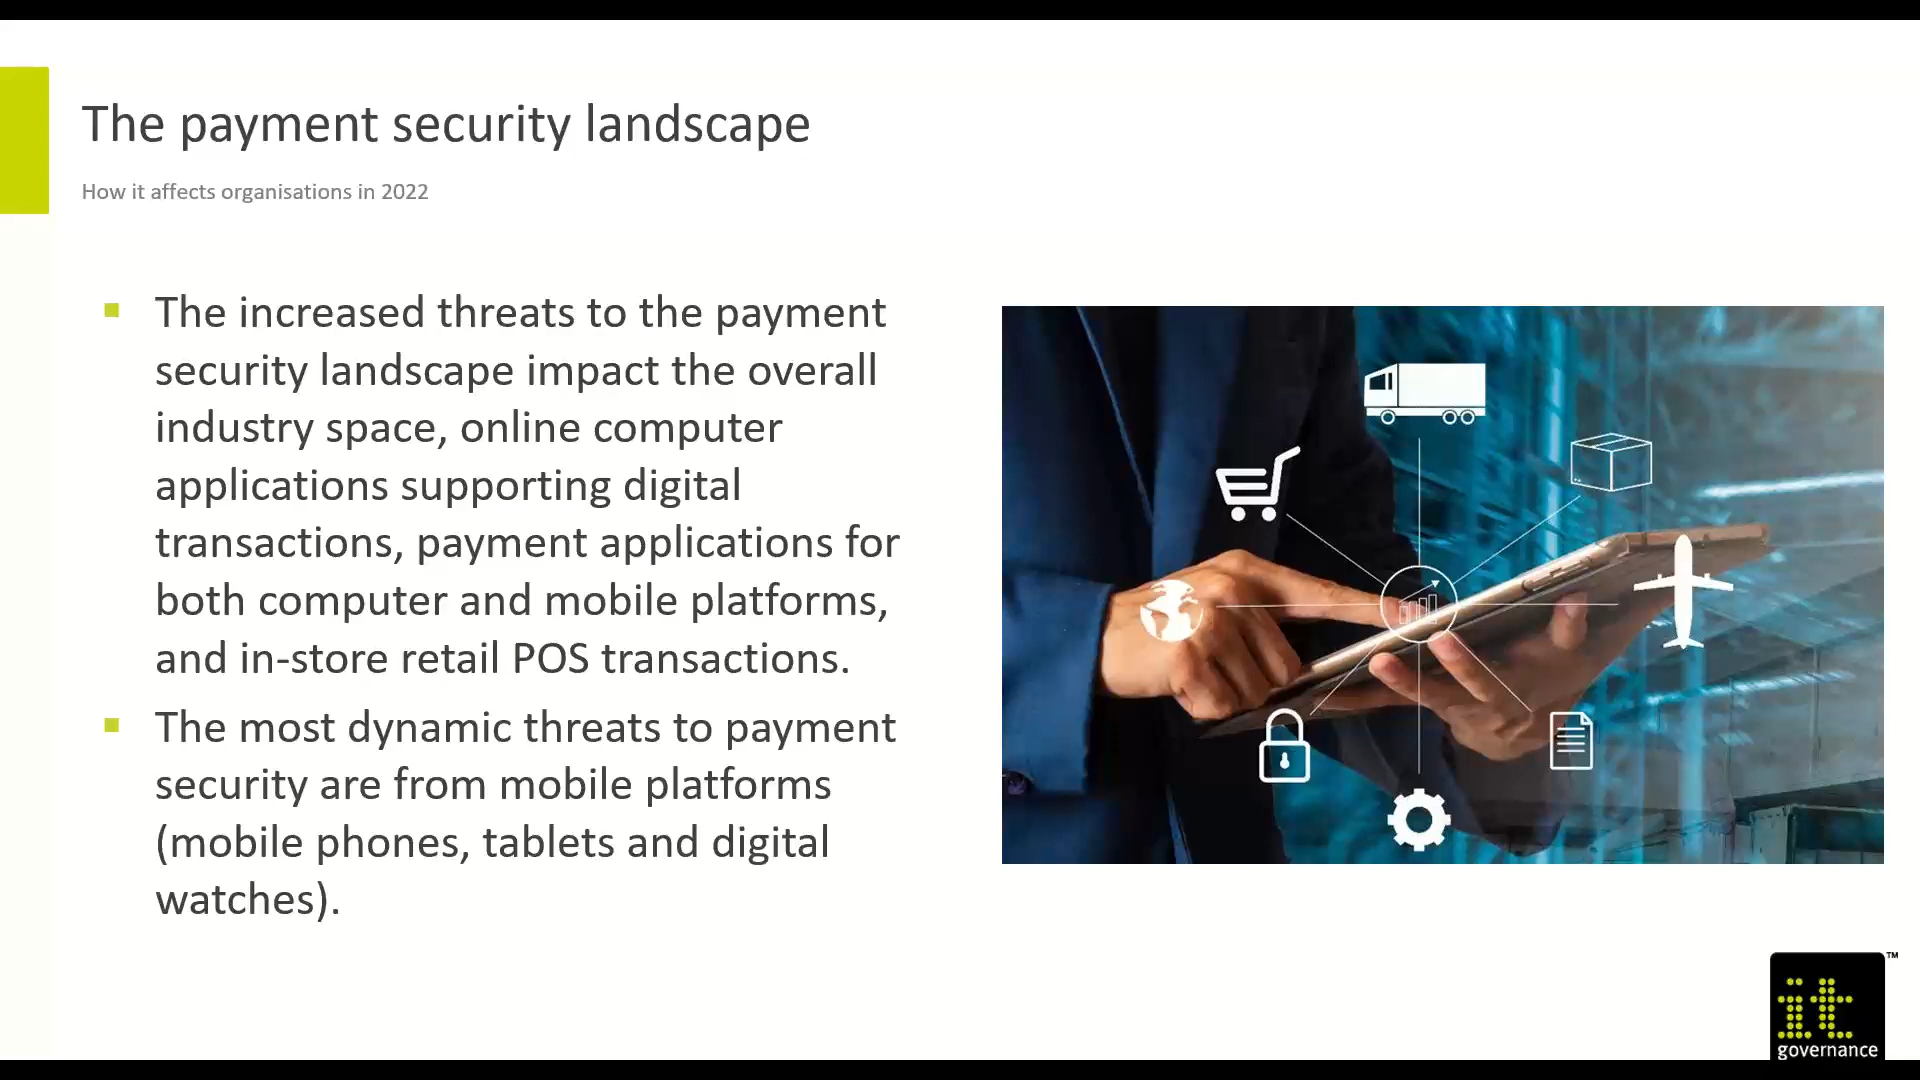 The payment security landscape
How it affects organisations in 2022
The increased threats to the payment
security landscape impact the overall
industry space, online computer
applications supporting digital
transactions, payment applications for
both computer and mobile platforms,
and in-store retail POS transactions.
The most dynamic threats to payment
security are from mobile platforms
(mobile phones, tablets and digital
watches).
it
governance
TM